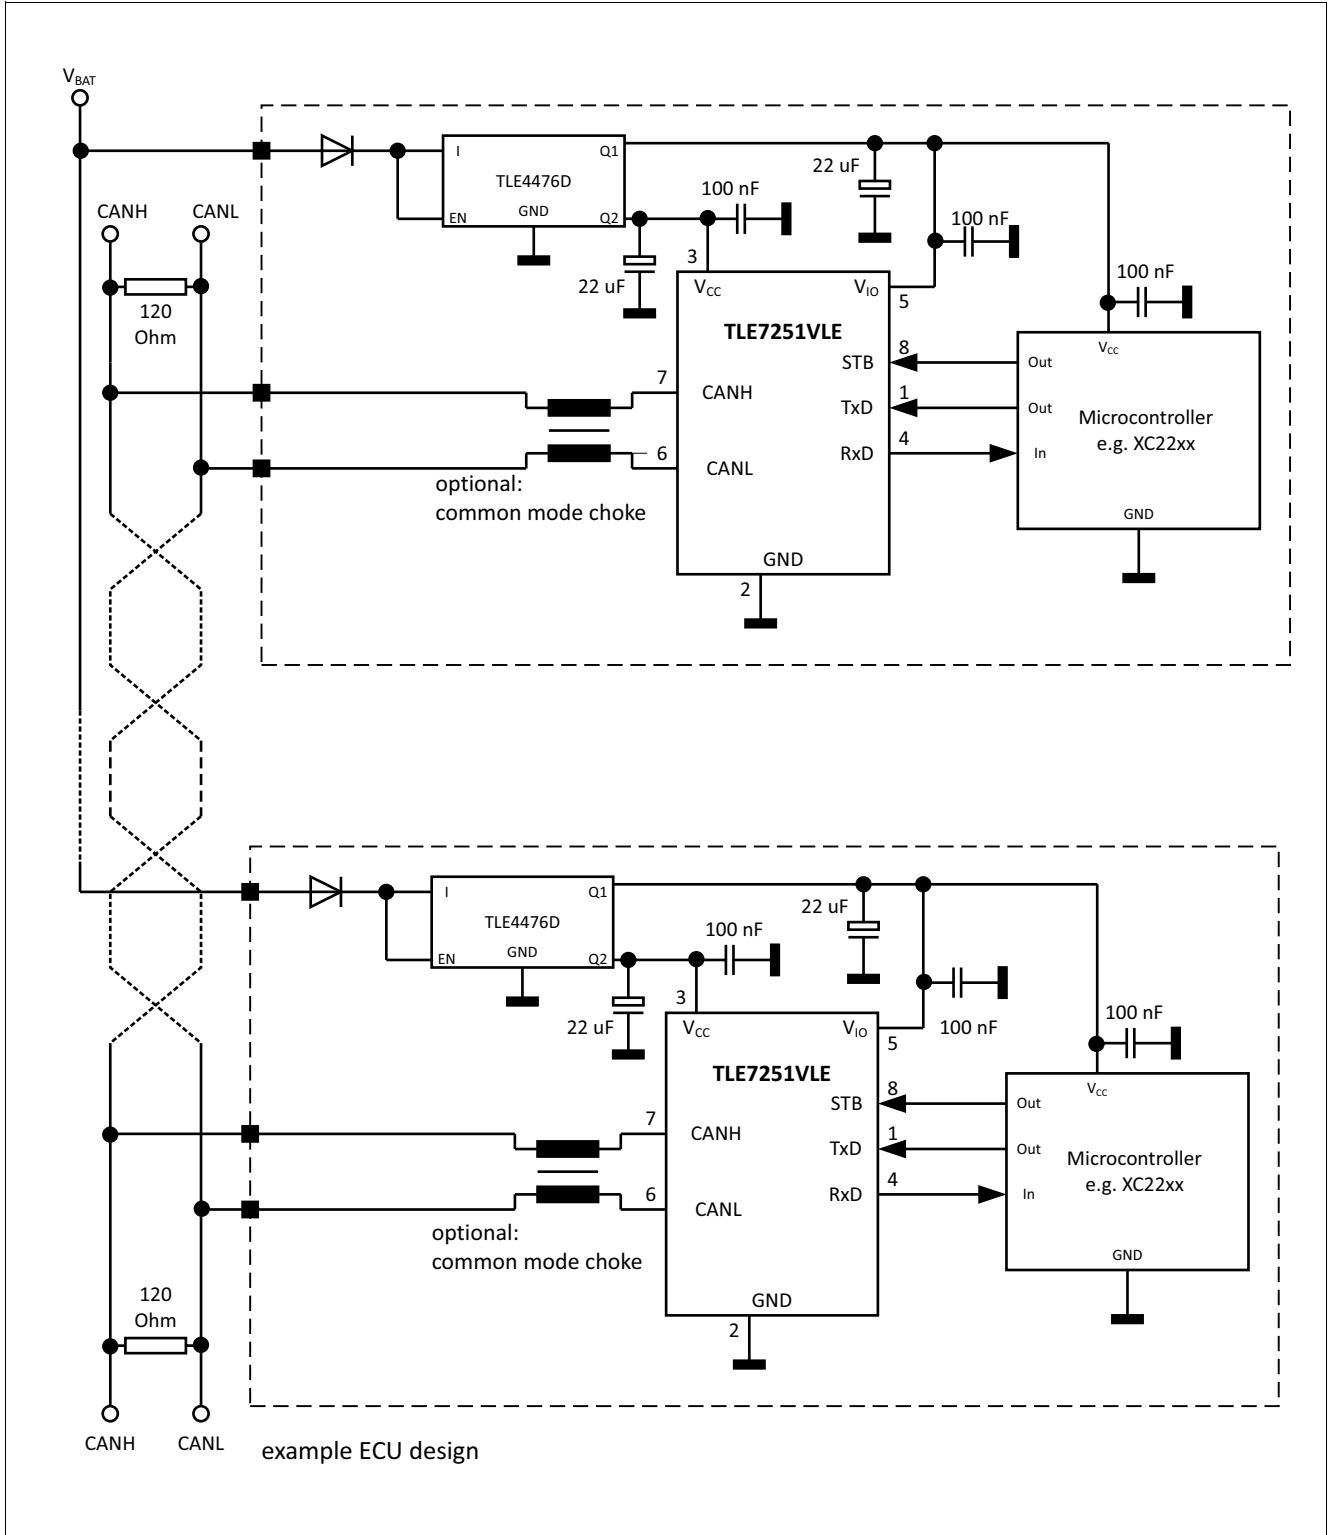 VBAT
I
Q1
22 uF
TLE4476D
100 nF
CANH
CANL
GND
EN
Q2
100 nF
3
22 uF
VCC
VIO
5
100 nF
120
Ohm
TLE7251VLE
8
VCC
STB
Out
7
CANH
1
TxD
Out
Microcontroller
e.g. XC22xx
4
RxD
In
6
CANL
optional:
common mode choke
GND
GND
2
I
Q1
22 uF
TLE4476D
100 nF
GND
EN
Q2
3
22 uF
VCC
VIO
100 nF
5
100 nF
TLE7251VLE
8
VCC
STB
Out
7
CANH
1
TxD
Out
Microcontroller
e.g. XC22xx
4
RxD
In
6
CANL
optional:
common mode choke
GND
120
Ohm
GND
2
CANH
CANL
example ECU design